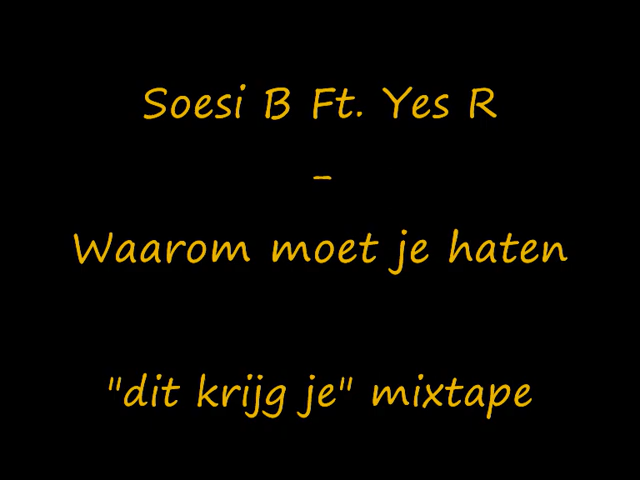 Soesi B Ft. Yes R
-
Waarom moet je haten
"dit krijg je" mixtape